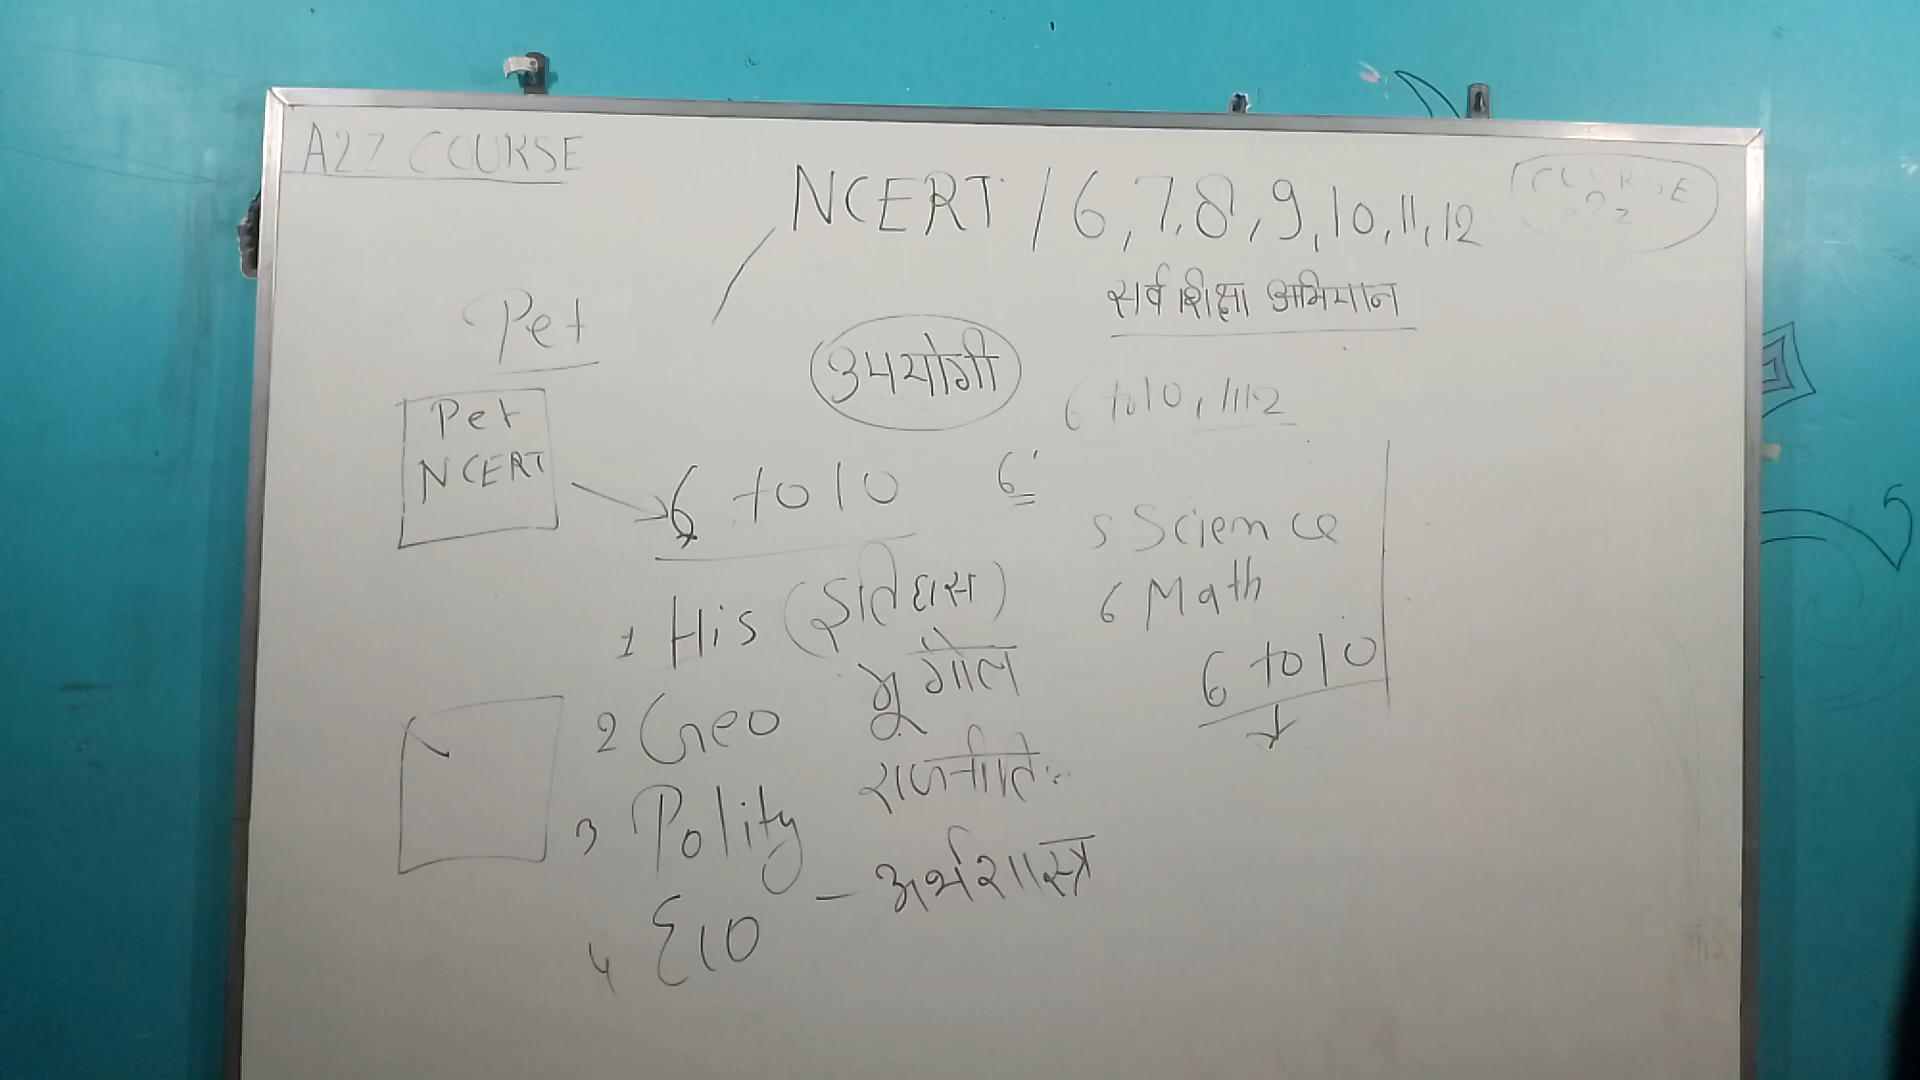 A2Z COURSE
NCERT / 6, 7, 8, 9, 10, 11, 12
सर्व शिक्षा अभियान
Pet
उपयोगी
6 to 10, 11 12
Pet
NCERT
6 to 10
6
1 His (इतिहास)
2 Geo भूगोल
3 Polity राजनीति
4 Eco - अर्थशास्त्र
5 Science
6 Math
6 to 10